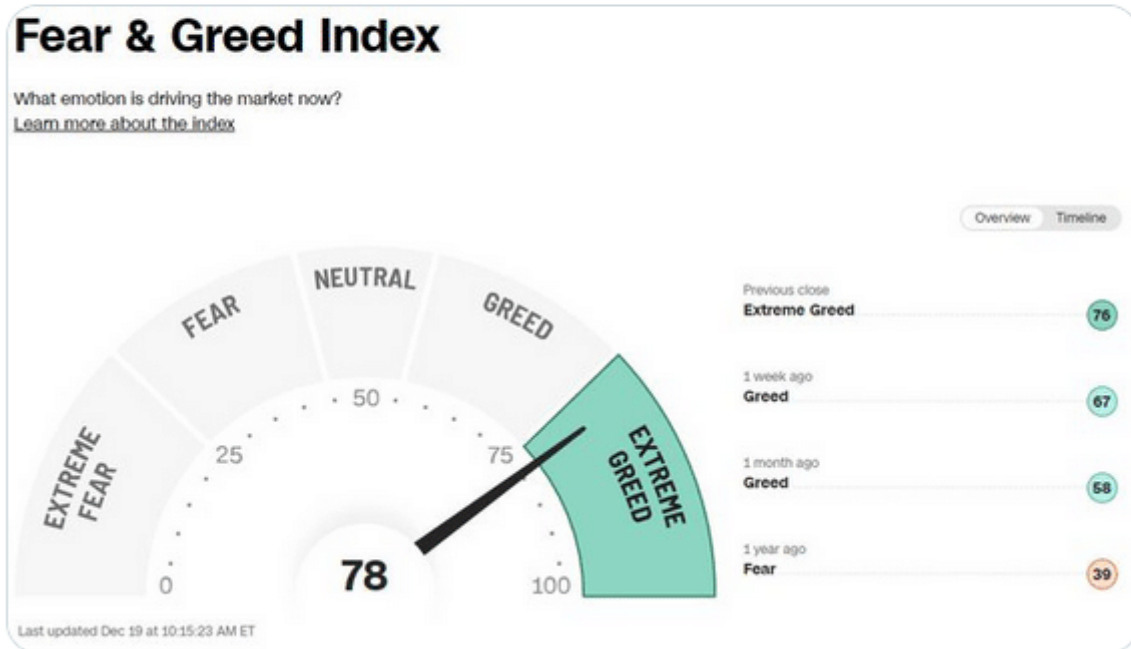 Fear & Greed Index
What emotion is driving the market now?
Learn more about the index
Overview
Timeline
EXTREME
FEAR
FEAR
NEUTRAL
GREED
EXTREME
GREED
0
25
50
75
100
78
Previous close
Extreme Greed
76
1 week ago
Greed
67
1 month ago
Greed
58
1 year ago
Fear
39
Last updated Dec 19 at 10:15:23 AM ET